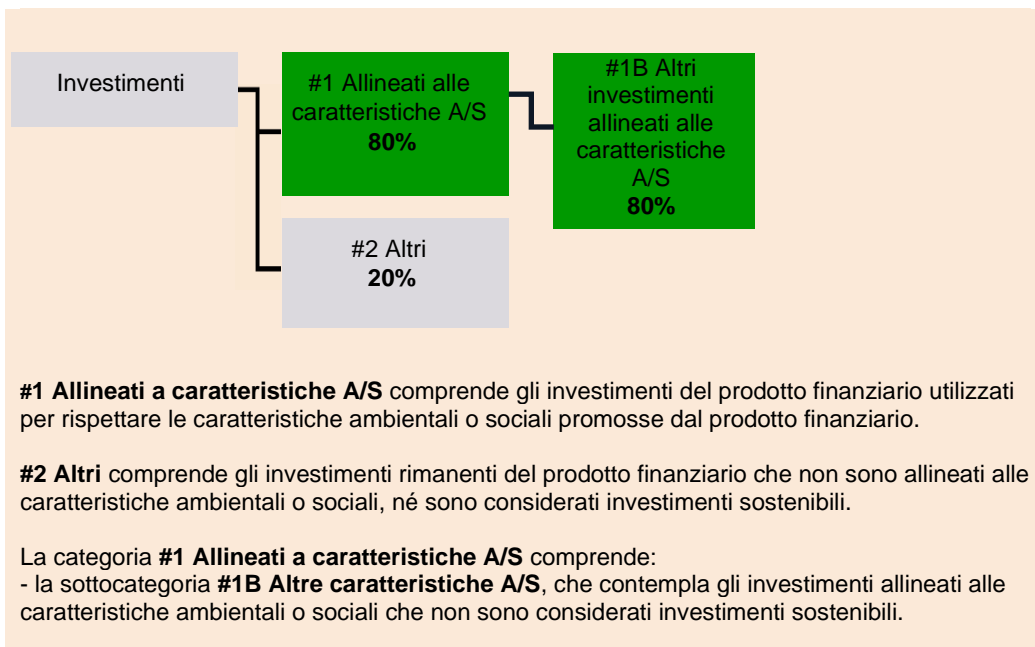 Investimenti
#1 Allineati alle
caratteristiche A/S
80%
#1B Altri
investimenti
allineati alle
caratteristiche
A/S
80%
#2 Altri
20%
#1 Allineati a caratteristiche A/S comprende gli investimenti del prodotto finanziario utilizzati
per rispettare le caratteristiche ambientali o sociali promosse dal prodotto finanziario.
#2 Altri comprende gli investimenti rimanenti del prodotto finanziario che non sono allineati alle
caratteristiche ambientali o sociali, né sono considerati investimenti sostenibili.
La categoria #1 Allineati a caratteristiche A/S comprende:
- la sottocategoria #1B Altre caratteristiche A/S, che contempla gli investimenti allineati alle
caratteristiche ambientali o sociali che non sono considerati investimenti sostenibili.